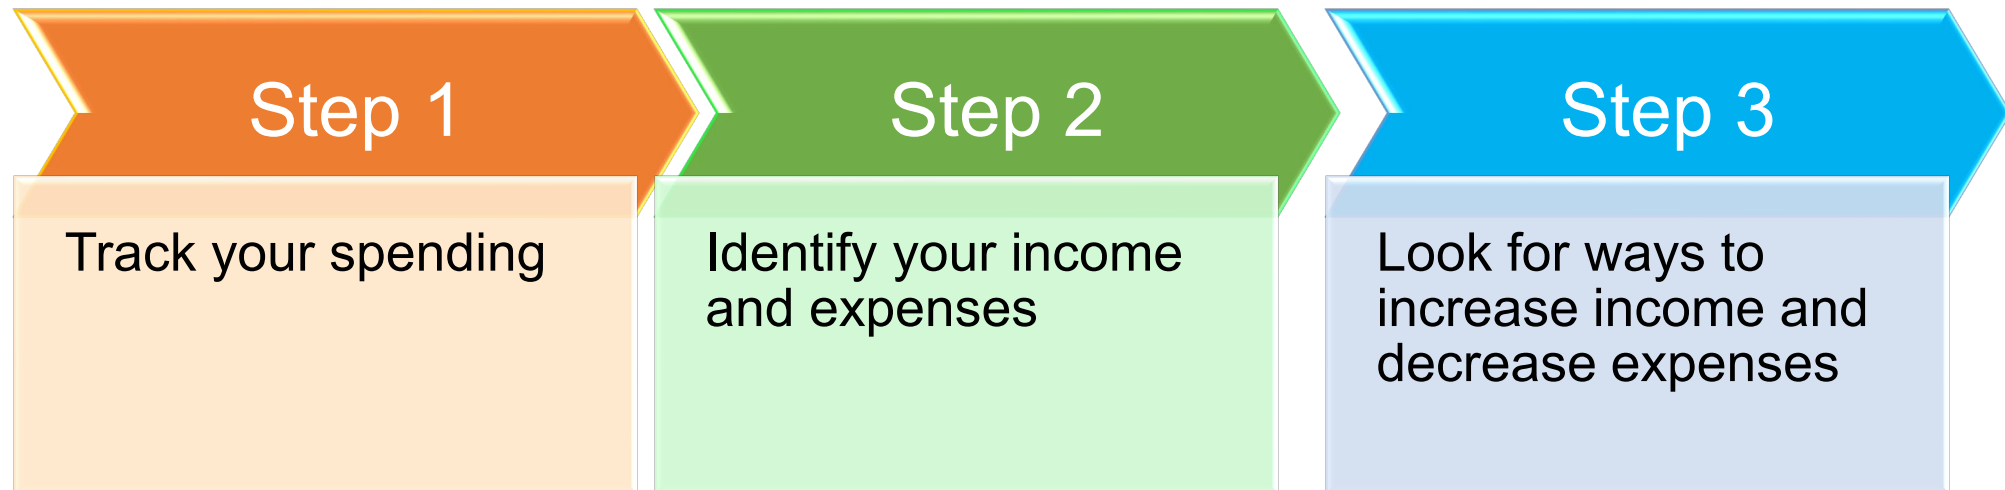 Step 1
Track your spending
Step 2
Identify your income
and expenses
Step 3
Look for ways to
increase income and
decrease expenses